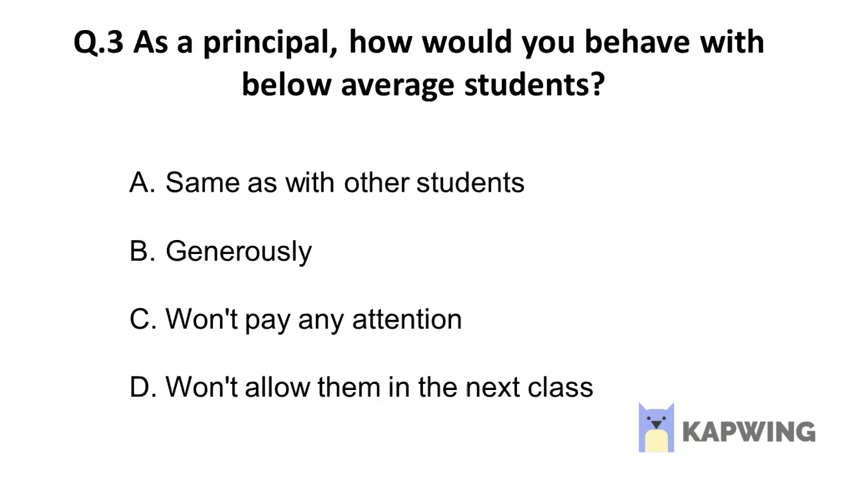 Q.3 As a principal, how would you behave with
below average students?
A. Same as with other students
B. Generously
C. Won't pay any attention
D. Won't allow them in the next class
KAPWING